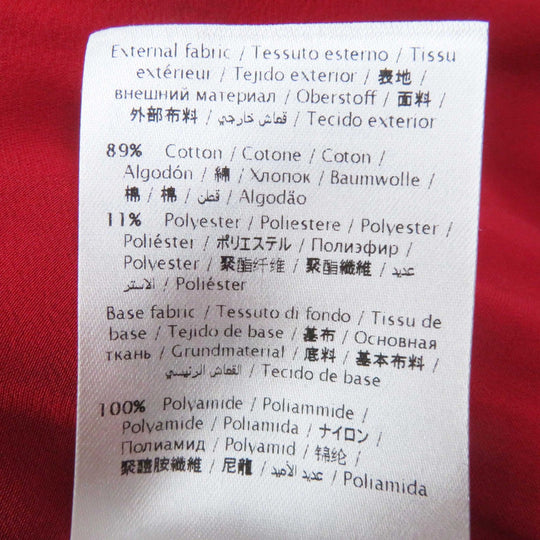 External fabric / Tessuto esterno / Tissu
extérieur / Tejido exterior / 表地 /
внешний материал / Oberstoff / 面料 /
外部布料 / قماش خارجي / Tecido exterior
89% Cotton / Cotone / Coton /
Algodón / 綿 / Хлопок / Baumwolle /
棉 / 棉 / قطن / Algodão
11% Polyester / Poliestere / Polyester /
Poliéster / ポリエステル / Полиэфир /
Polyester / 聚酯纤维 / 聚酯纖維 / عديد
الاستر / Poliéster
Base fabric / Tessuto di fondo / Tissu de
base / Tejido de base / 基布 / Основная
ткань / Grundmaterial / 底料 / 基本布料 /
القماش الرئيسي / Tecido de base
100% Polyamide / Poliammide /
Polyamide / Poliamida / ナイロン /
Полиамид / Polyamid / 锦纶 /
聚醯胺纖維 / 尼龍 / عديد الأميد / Poliamida